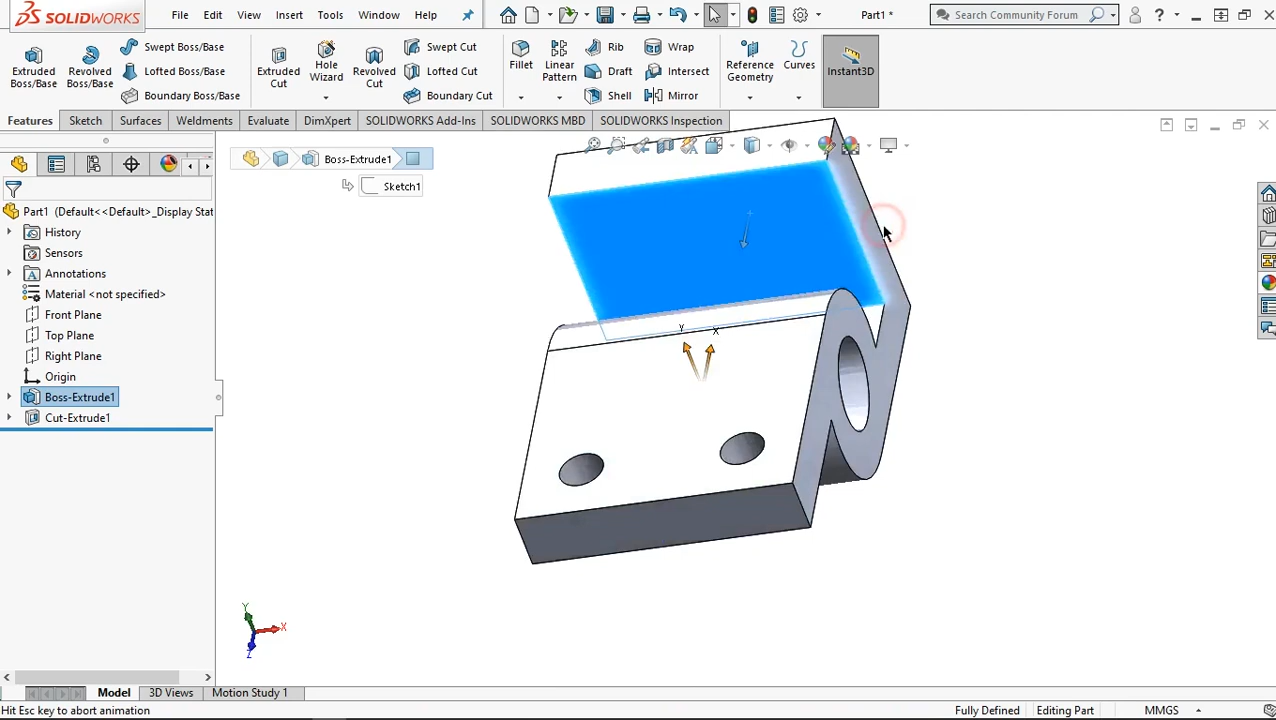 SOLIDWORKS File Edit View Insert Tools Window Help Part1 * Search Community Forum ?
Extruded Boss/Base
Revolved Boss/Base
Swept Boss/Base
Lofted Boss/Base
Boundary Boss/Base
Extruded Cut
Hole Wizard
Revolved Cut
Swept Cut
Lofted Cut
Boundary Cut
Fillet
Linear Pattern
Rib
Draft
Shell
Wrap
Intersect
Mirror
Reference Geometry
Curves
Instant3D
Features Sketch Surfaces Weldments Evaluate DimXpert SOLIDWORKS Add-Ins SOLIDWORKS MBD SOLIDWORKS Inspection
Boss-Extrude1
Sketch1
Part1 (Default<<Default>_Display Stat
History
Sensors
Annotations
Material <not specified>
Front Plane
Top Plane
Right Plane
Origin
Boss-Extrude1
Cut-Extrude1
Y X
Y
X
Z
Model 3D Views Motion Study 1
Hit Esc key to abort animation Fully Defined Editing Part MMGS